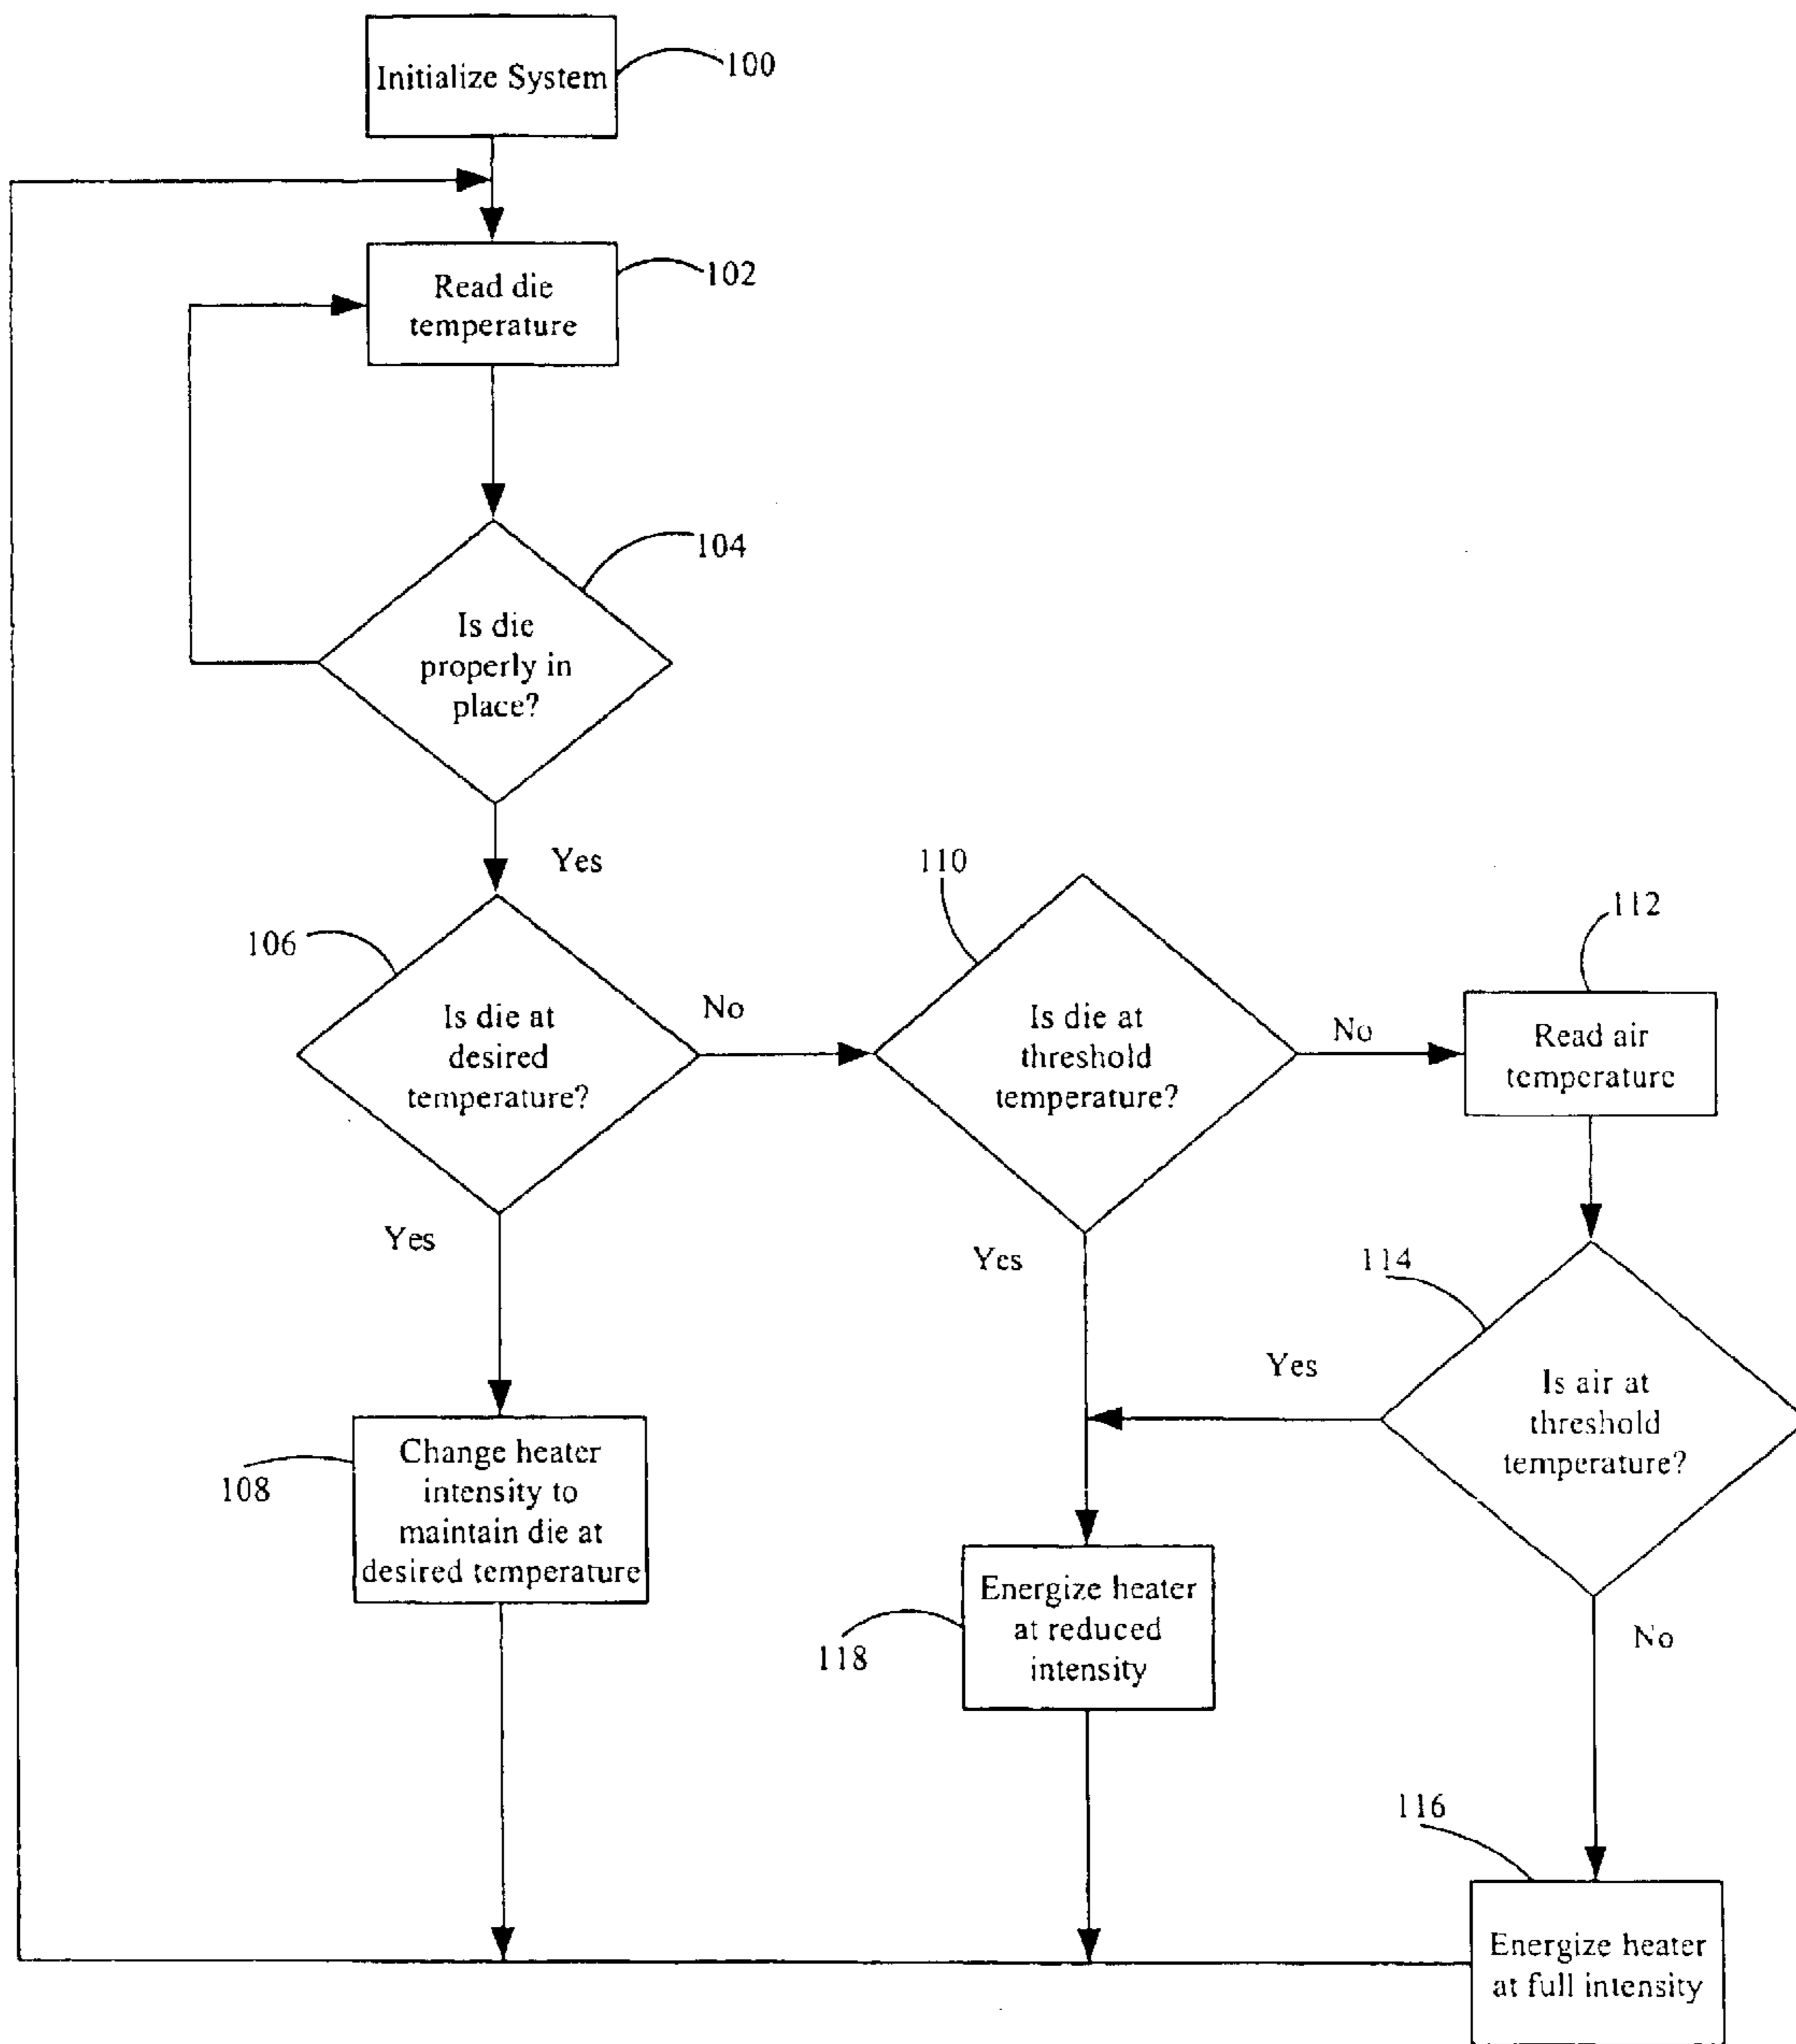 Initialize System
100
Read die
temperature
102
Is die
properly in
place?
104
Yes
106
Is die at
desired
temperature?
No
110
Is die at
threshold
temperature?
No
112
Read air
temperature
Yes
Yes
114
Is air at
threshold
temperature?
Yes
No
108
Change heater
intensity to
maintain die at
desired temperature
118
Energize heater
at reduced
intensity
116
Energize heater
at full intensity